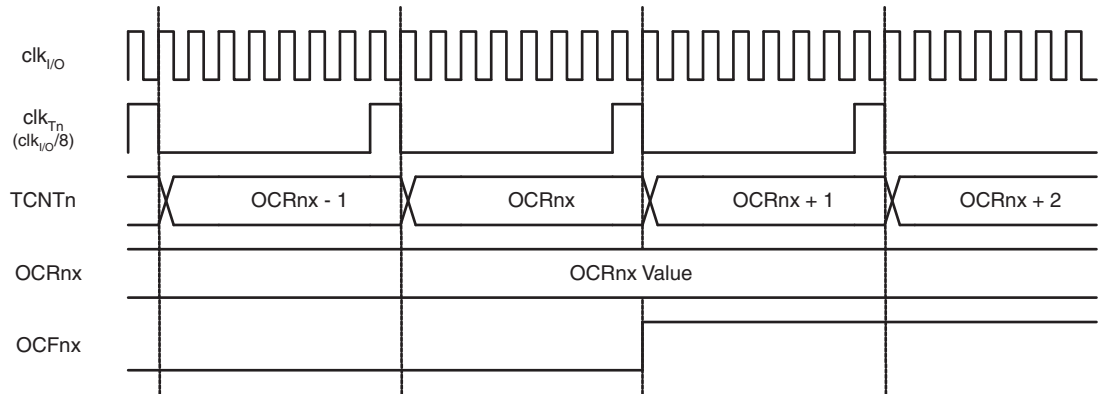 clkI/O
clkTn
(clkI/O/8)
TCNTn OCRnx - 1 OCRnx OCRnx + 1 OCRnx + 2
OCRnx OCRnx Value
OCFnx